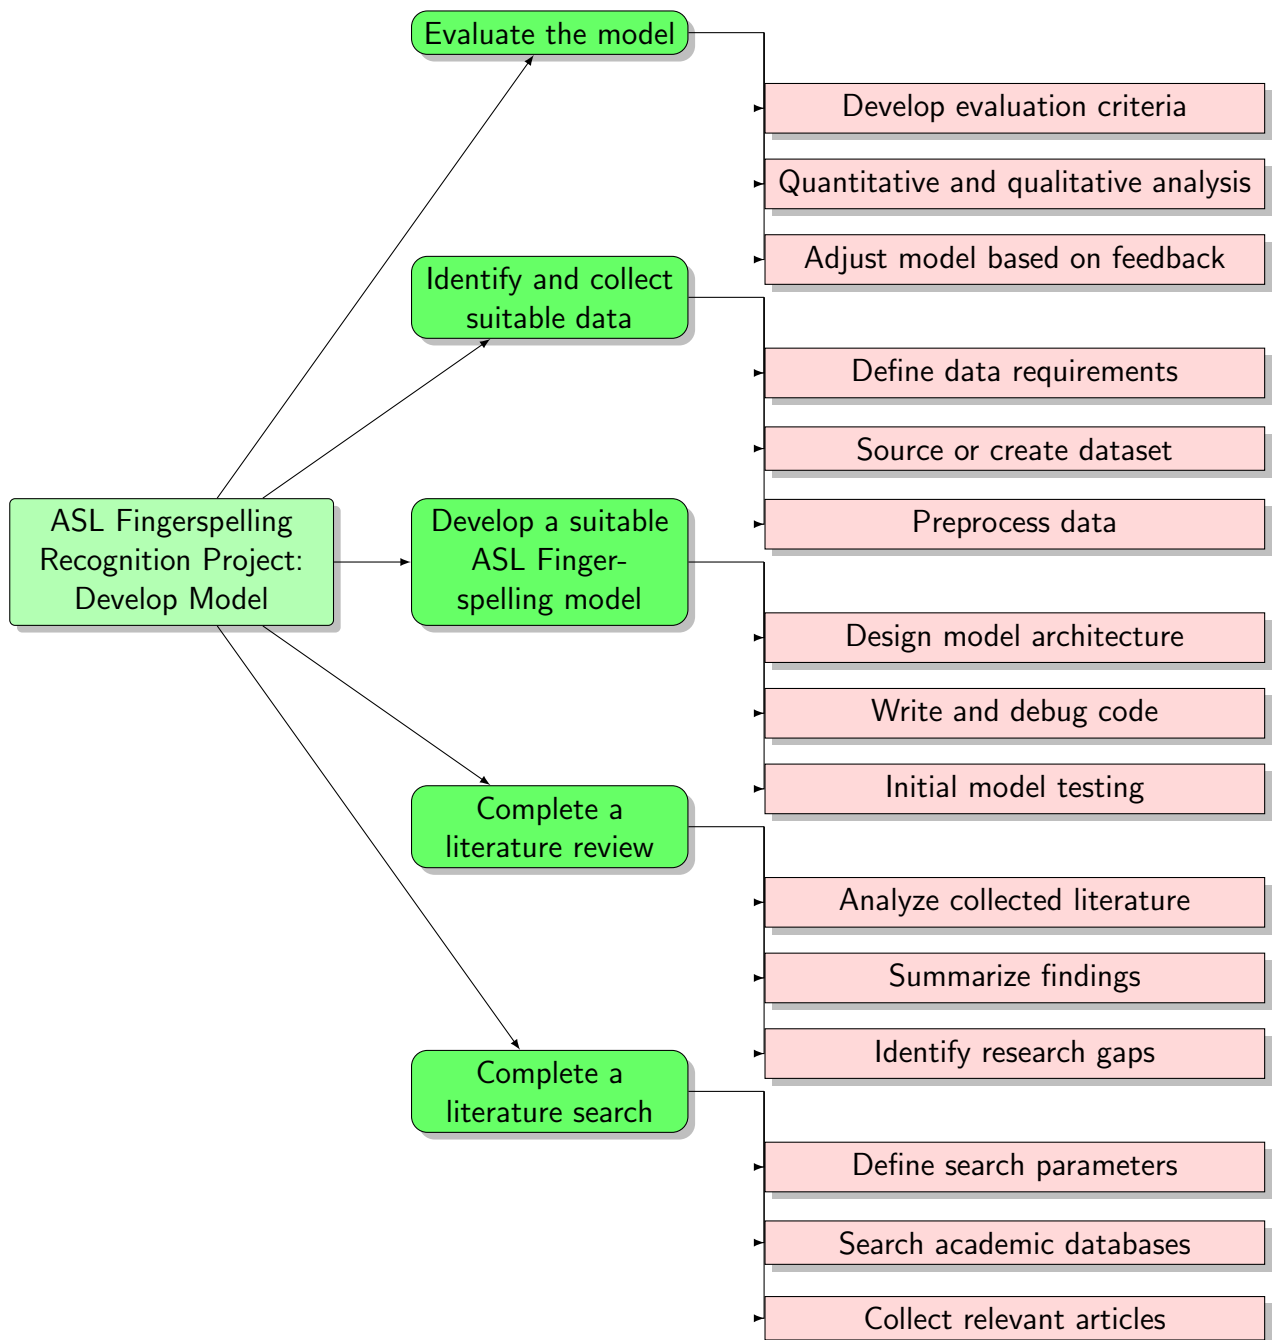 ASL Fingerspelling
Recognition Project:
Develop Model
Evaluate the model
Develop evaluation criteria
Quantitative and qualitative analysis
Adjust model based on feedback
Identify and collect
suitable data
Define data requirements
Source or create dataset
Preprocess data
Develop a suitable
ASL Finger-
spelling model
Design model architecture
Write and debug code
Initial model testing
Complete a
literature review
Analyze collected literature
Summarize findings
Identify research gaps
Complete a
literature search
Define search parameters
Search academic databases
Collect relevant articles